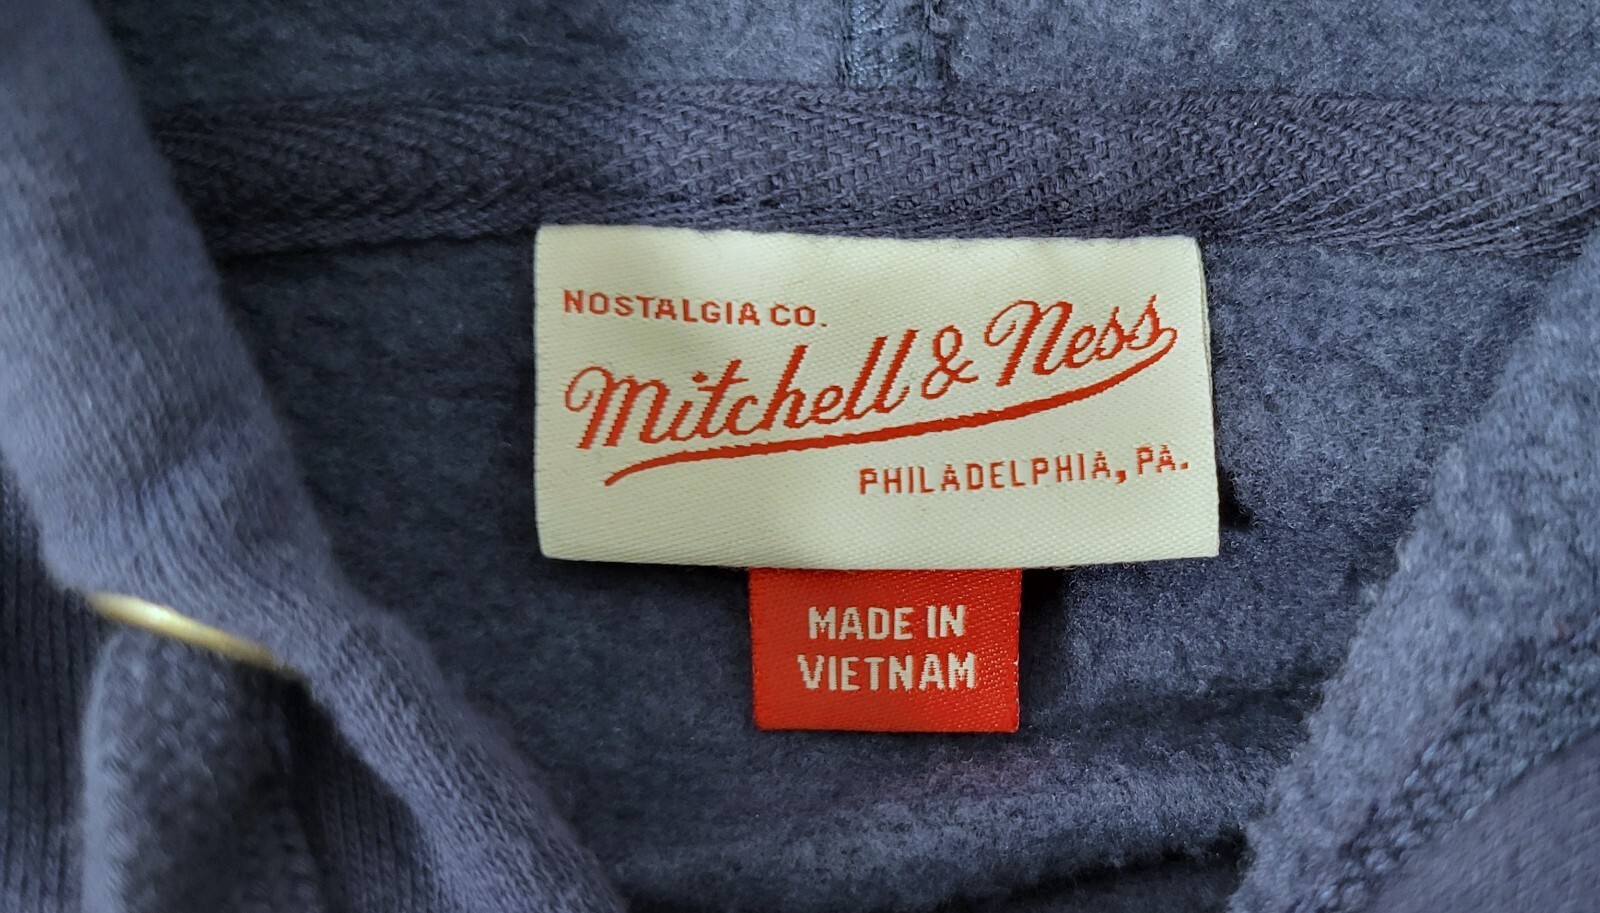 NOSTALGIA CO.
Mitchell & Ness
PHILADELPHIA, PA.
MADE IN
VIETNAM